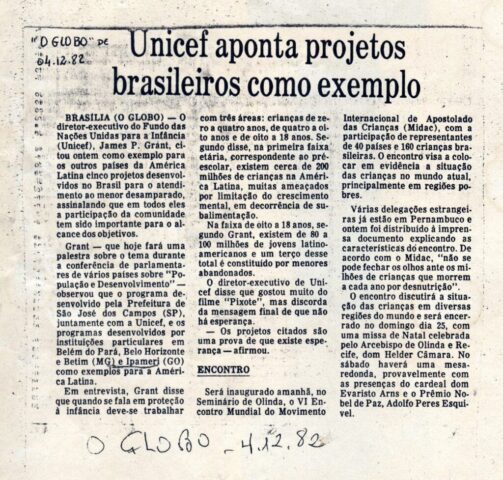 "O GLOBO" DE
04.12.82
Unicef aponta projetos
brasileiros como exemplo
BRASÍLIA (O GLOBO) — O
diretor-executivo do Fundo das
Nações Unidas para a Infância
(Unicef), James P. Grant, ci-
tou ontem como exemplo para
os outros países da América
Latina cinco projetos desenvol-
vidos no Brasil para o atendi-
mento ao menor desamparado,
assinalando que em todos eles
a participação da comunidade
tem sido importante para o al-
cance dos objetivos.
Grant — que hoje fará uma
palestra sobre o tema durante
a conferência de parlamenta-
res de vários países sobre "Po-
pulação e Desenvolvimento" —
observou que o programa de-
senvolvido pela Prefeitura de
São José dos Campos (SP),
juntamente com a Unicef, e os
programas desenvolvidos por
instituições particulares em
Belém do Pará, Belo Horizonte
e Betim (MG) e Ipameri (GO)
como exemplos para a Améri-
ca Latina.
Em entrevista, Grant disse
que quando se fala em proteção
à infância deve-se trabalhar
com três áreas: crianças de ze-
ro a quatro anos, de quatro a oi-
to anos e de oito a 18 anos. Se-
gundo disse, na primeira faixa
etária, correspondente ao pré-
escolar, existem cerca de 200
milhões de crianças na Améri-
ca Latina, muitas ameaçados
por limitação do crescimento
mental, em decorrência de su-
balimentação.
Na faixa de oito a 18 anos, se-
gundo Grant, existem de 80 a
100 milhões de jovens latino-
americanos e um terço desse
total é constituído por menores
abandonados.
O diretor-executivo de Uni-
cef disse que gostou muito do
filme "Pixote", mas discorda
da mensagem final de que não
há esperança.
— Os projetos citados são
uma prova de que existe espe-
rança — afirmou.
ENCONTRO
Será inaugurado amanhã, no
Seminário de Olinda, o VI En-
contro Mundial do Movimento
Internacional de Apostolado
das Crianças (Midac), com a
participação de representantes
de 40 países e 160 crianças bra-
sileiras. O encontro visa a colo-
car em evidência a situação
das crianças no mundo atual,
principalmente em regiões po-
bres.
Várias delegações estrangei-
ras já estão em Pernambuco e
ontem foi distribuído à impren-
sa documento explicando as
características do encontro. De
acordo com o Midac, "não se
pode fechar os olhos ante os mi-
lhões de crianças que morrem
a cada ano por desnutrição".
O encontro discutirá a situa-
ção das crianças em diversas
regiões do mundo e será encer-
rado no domingo dia 25, com
uma missa de Natal celebrada
pelo Arcebispo de Olinda e Re-
cife, dom Helder Câmara. No
sábado haverá uma mesa-
redonda, provavelmente com
as presenças do cardeal dom
Evaristo Arns e o Prêmio No-
bel de Paz, Adolfo Peres Esqui-
vel.
O GLOBO - 4.12.82